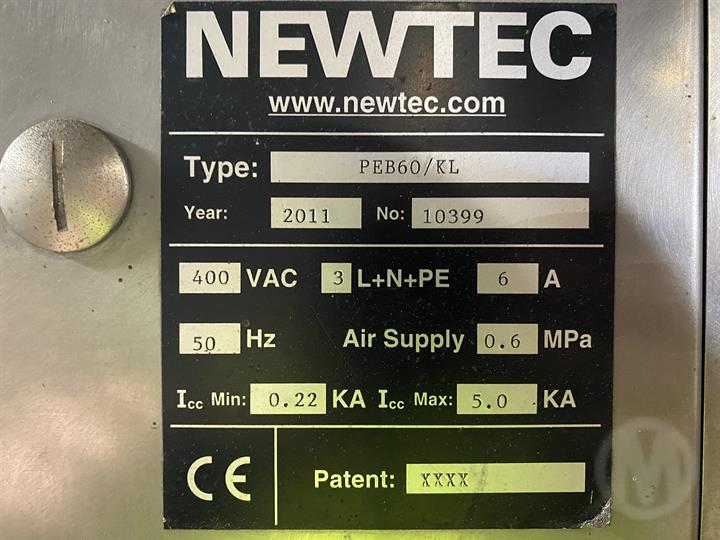 NEWTEC
www.newtec.com
Type: PEB60/KL
Year: 2011 No: 10399
400 VAC 3 L+N+PE 6 A
50 Hz Air Supply 0.6 MPa
Icc Min: 0.22 KA Icc Max: 5.0 KA
CE Patent: XXXX
M